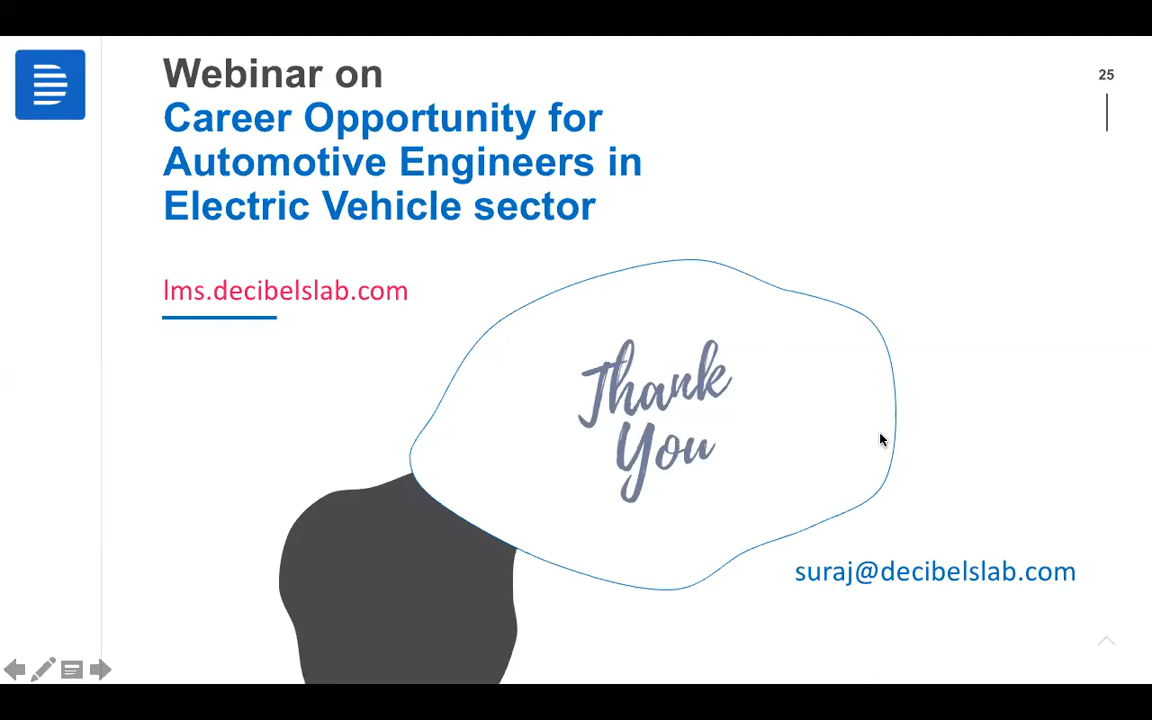 Webinar on
25
Career Opportunity for
Automotive Engineers in
Electric Vehicle sector
lms.decibelslab.com
Thank
You
suraj@decibelslab.com